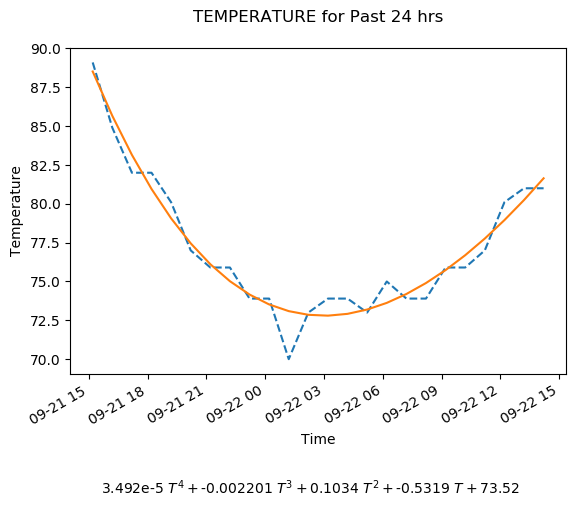 TEMPERATURE for Past 24 hrs
90.0
87.5
85.0
82.5
80.0
77.5
75.0
72.5
70.0
Temperature
09-21 15 09-21 18 09-21 21 09-22 00 09-22 03 09-22 06 09-22 09 09-22 12 09-22 15
Time
3.492e-5 T⁴ + -0.002201 T³ + 0.1034 T² + -0.5319 T + 73.52